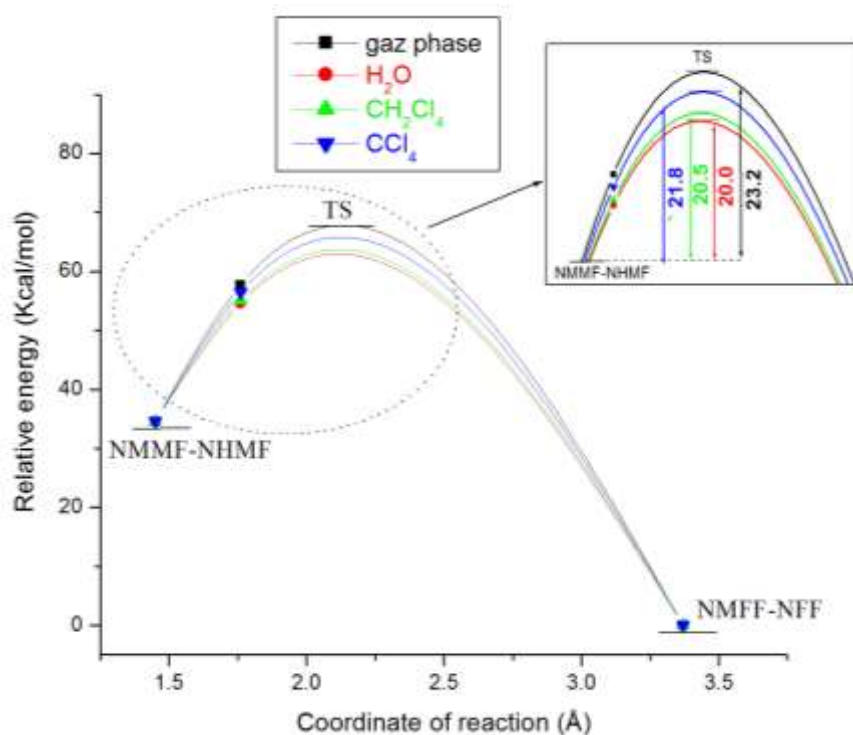 gaz phase
H₂O
CH₂Cl₄
CCl₄
TS
21.8
20.5
20.0
23.2
NMMF-NHMF
80
60
40
20
0
Relative energy (Kcal/mol)
TS
NMMF-NHMF
NMFF-NFF
1.5 2.0 2.5 3.0 3.5
Coordinate of reaction (Å)